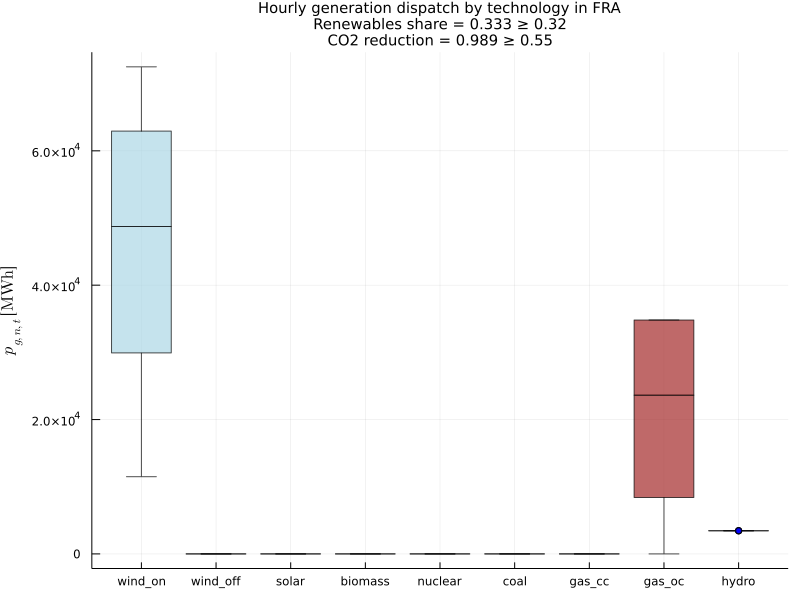 Hourly generation dispatch by technology in FRA
Renewables share = 0.333 ≥ 0.32
CO2 reduction = 0.989 ≥ 0.55
p_{g,n,t} [MWh]
6.0×10⁴
4.0×10⁴
2.0×10⁴
0
wind_on wind_off solar biomass nuclear coal gas_cc gas_oc hydro